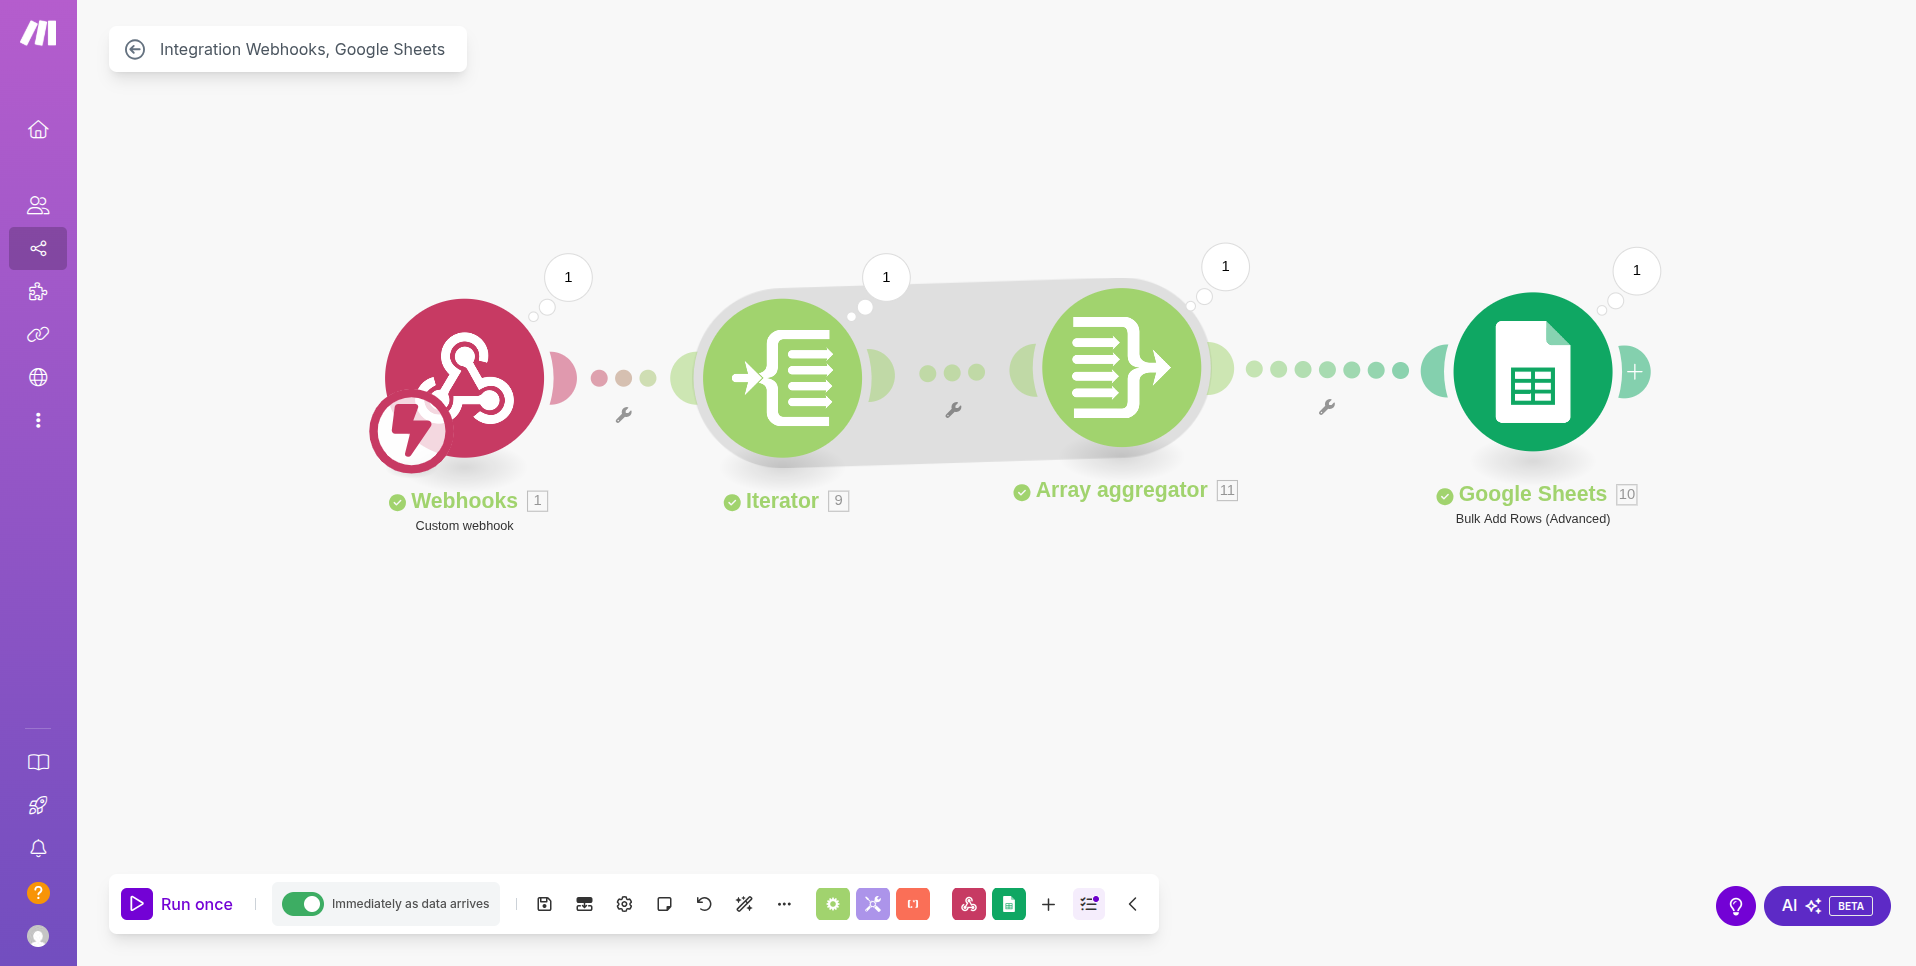 Integration Webhooks, Google Sheets
1
1
1
1
Webhooks 1
Custom webhook
Iterator 9
Array aggregator 11
Google Sheets 10
Bulk Add Rows (Advanced)
Run once
Immediately as data arrives
AI BETA